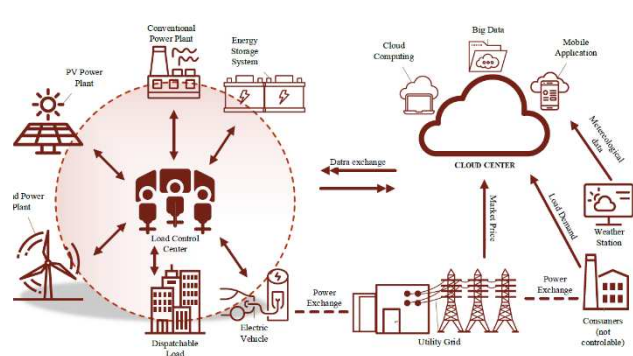 Conventional
Power Plant
Energy
Storage
System
PV Power
Plant
Power
Plant
Load Control
Center
Dispatchable
Load
Electric
Vehicle
Datra exchange
Cloud
Computing
Big Data
Mobile
Application
CLOUD CENTER
Metereological
data
Market Price
Load Demand
Weather
Station
Power
Exchange
Utility Grid
Power
Exchange
Consumers
(not
controlable)